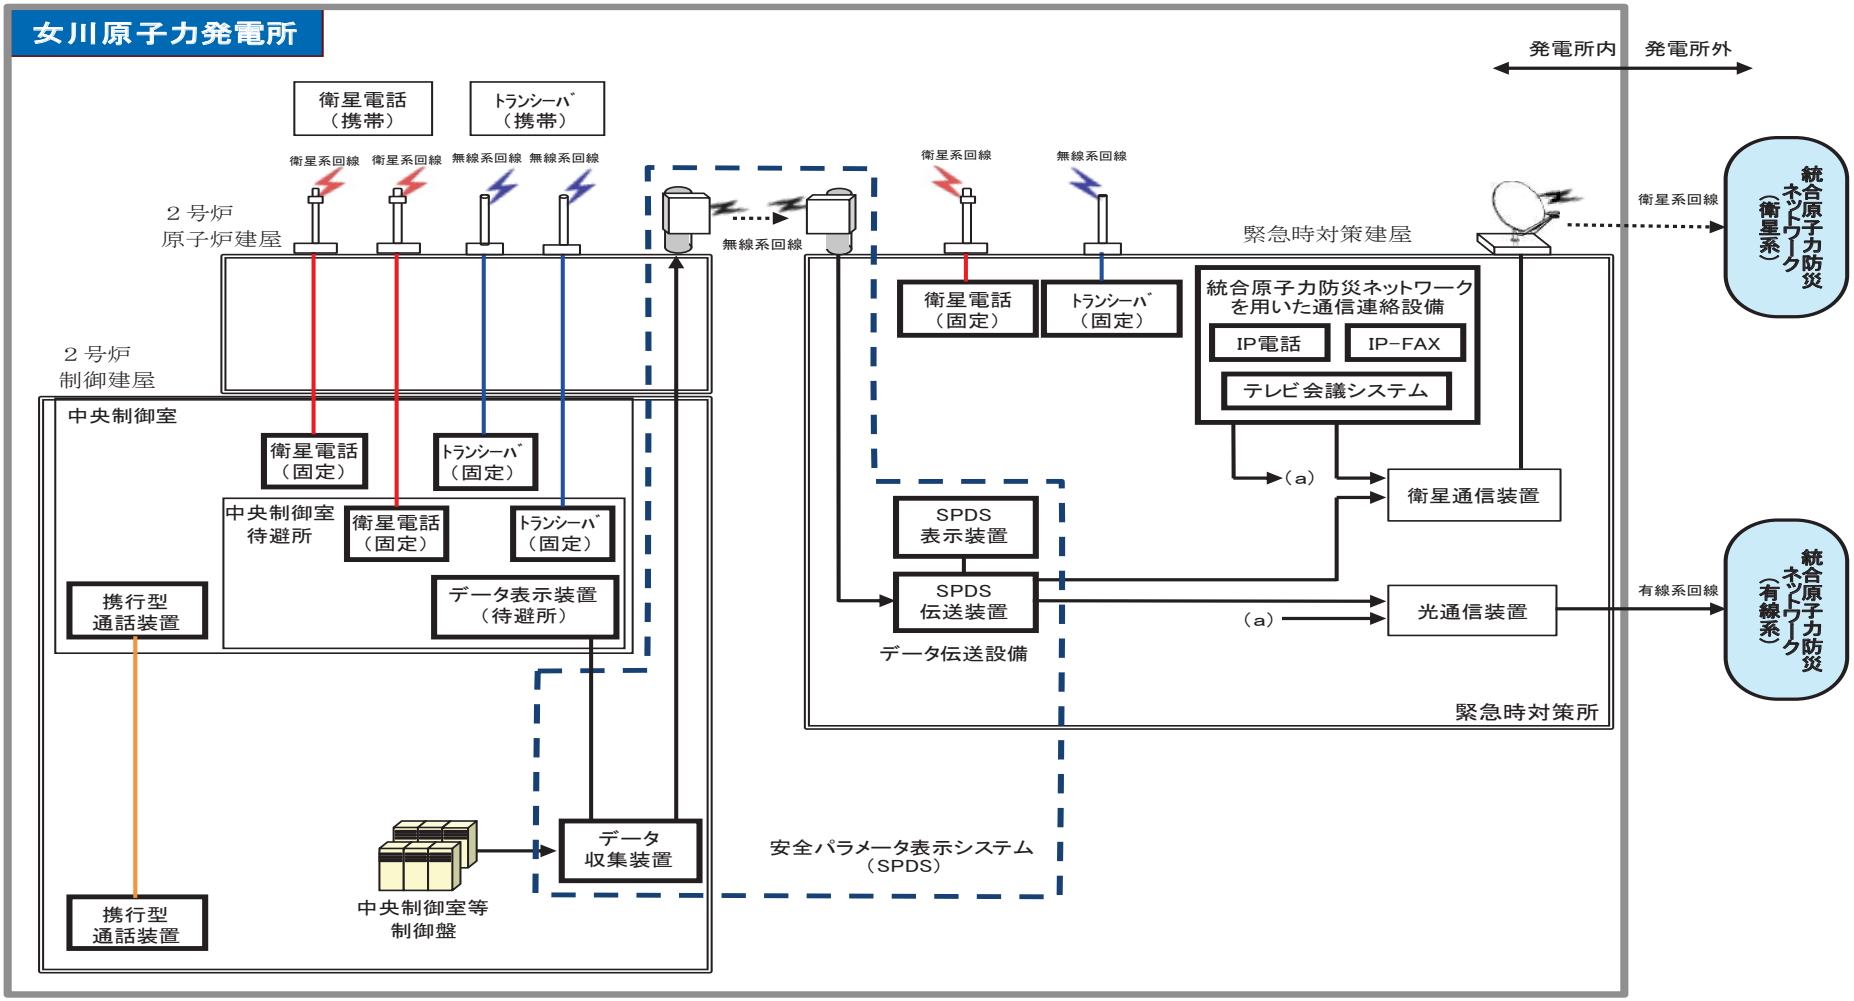 女川原子力発電所
発電所内
発電所外
衛星電話
（携帯）
トランシーバ
（携帯）
衛星系回線
衛星系回線
無線系回線
無線系回線
２号炉
原子炉建屋
無線系回線
衛星系回線
無線系回線
緊急時対策建屋
衛星系回線
統合原子力防災
ネットワーク
（衛星系）
衛星電話
（固定）
トランシーバ
（固定）
統合原子力防災ネットワーク
を用いた通信連絡設備
IP電話
IP-FAX
テレビ会議システム
２号炉
制御建屋
中央制御室
衛星電話
（固定）
トランシーバ
（固定）
中央制御室
待避所
衛星電話
（固定）
トランシーバ
（固定）
データ表示装置
（待避所）
携行型
通話装置
(a)
衛星通信装置
SPDS
表示装置
SPDS
伝送装置
データ伝送設備
(a)
光通信装置
有線系回線
統合原子力防災
ネットワーク
（有線系）
緊急時対策所
データ
収集装置
安全パラメータ表示システム
（SPDS）
中央制御室等
制御盤
携行型
通話装置